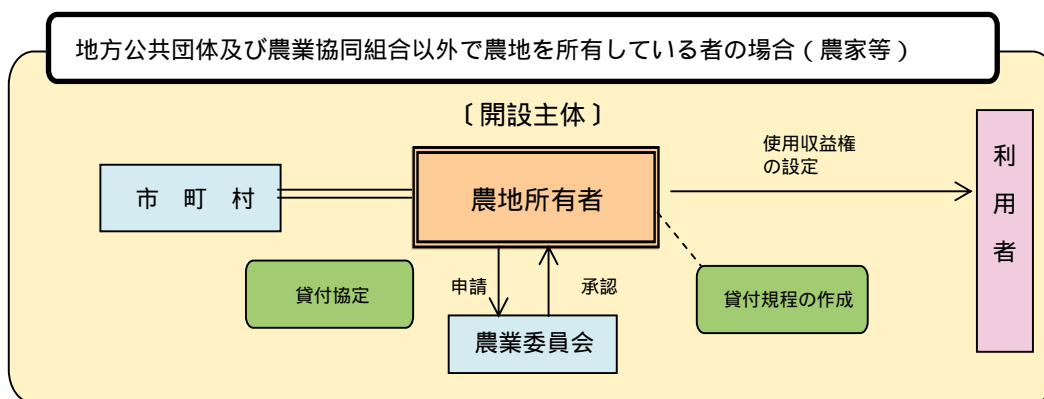 地方公共団体及び農業協同組合以外で農地を所有している者の場合(農家等)
〔開設主体〕
市 町 村
農地所有者
使用収益権
の設定
利用者
貸付協定
申請
承認
貸付規程の作成
農業委員会